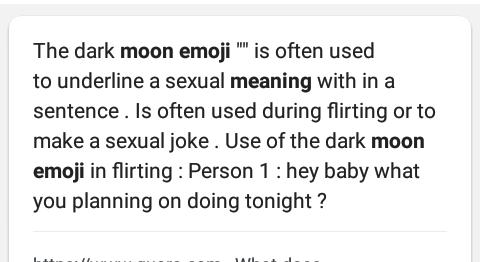 The dark moon emoji "" is often used
to underline a sexual meaning with in a
sentence . Is often used during flirting or to
make a sexual joke . Use of the dark moon
emoji in flirting : Person 1 : hey baby what
you planning on doing tonight ?